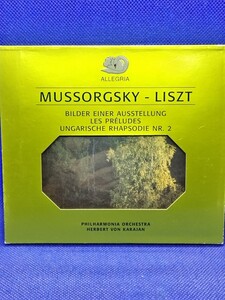 ALLEGRIA
MUSSORGSKY - LISZT
BILDER EINER AUSSTELLUNG
LES PRÉLUDES
UNGARISCHE RHAPSODIE NR. 2
PHILHARMONIA ORCHESTRA
HERBERT VON KARAJAN